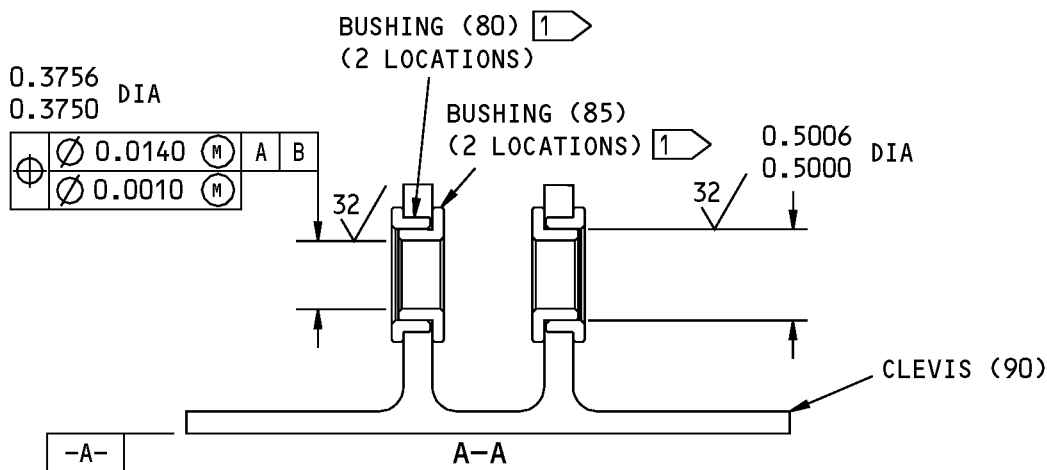 BUSHING (80) 1
(2 LOCATIONS)
0.3756
0.3750 DIA
BUSHING (85)
(2 LOCATIONS) 1
⌖ ∅ 0.0140 Ⓜ A B
∅ 0.0010 Ⓜ
0.5006
0.5000 DIA
32
32
CLEVIS (90)
-A-
A-A